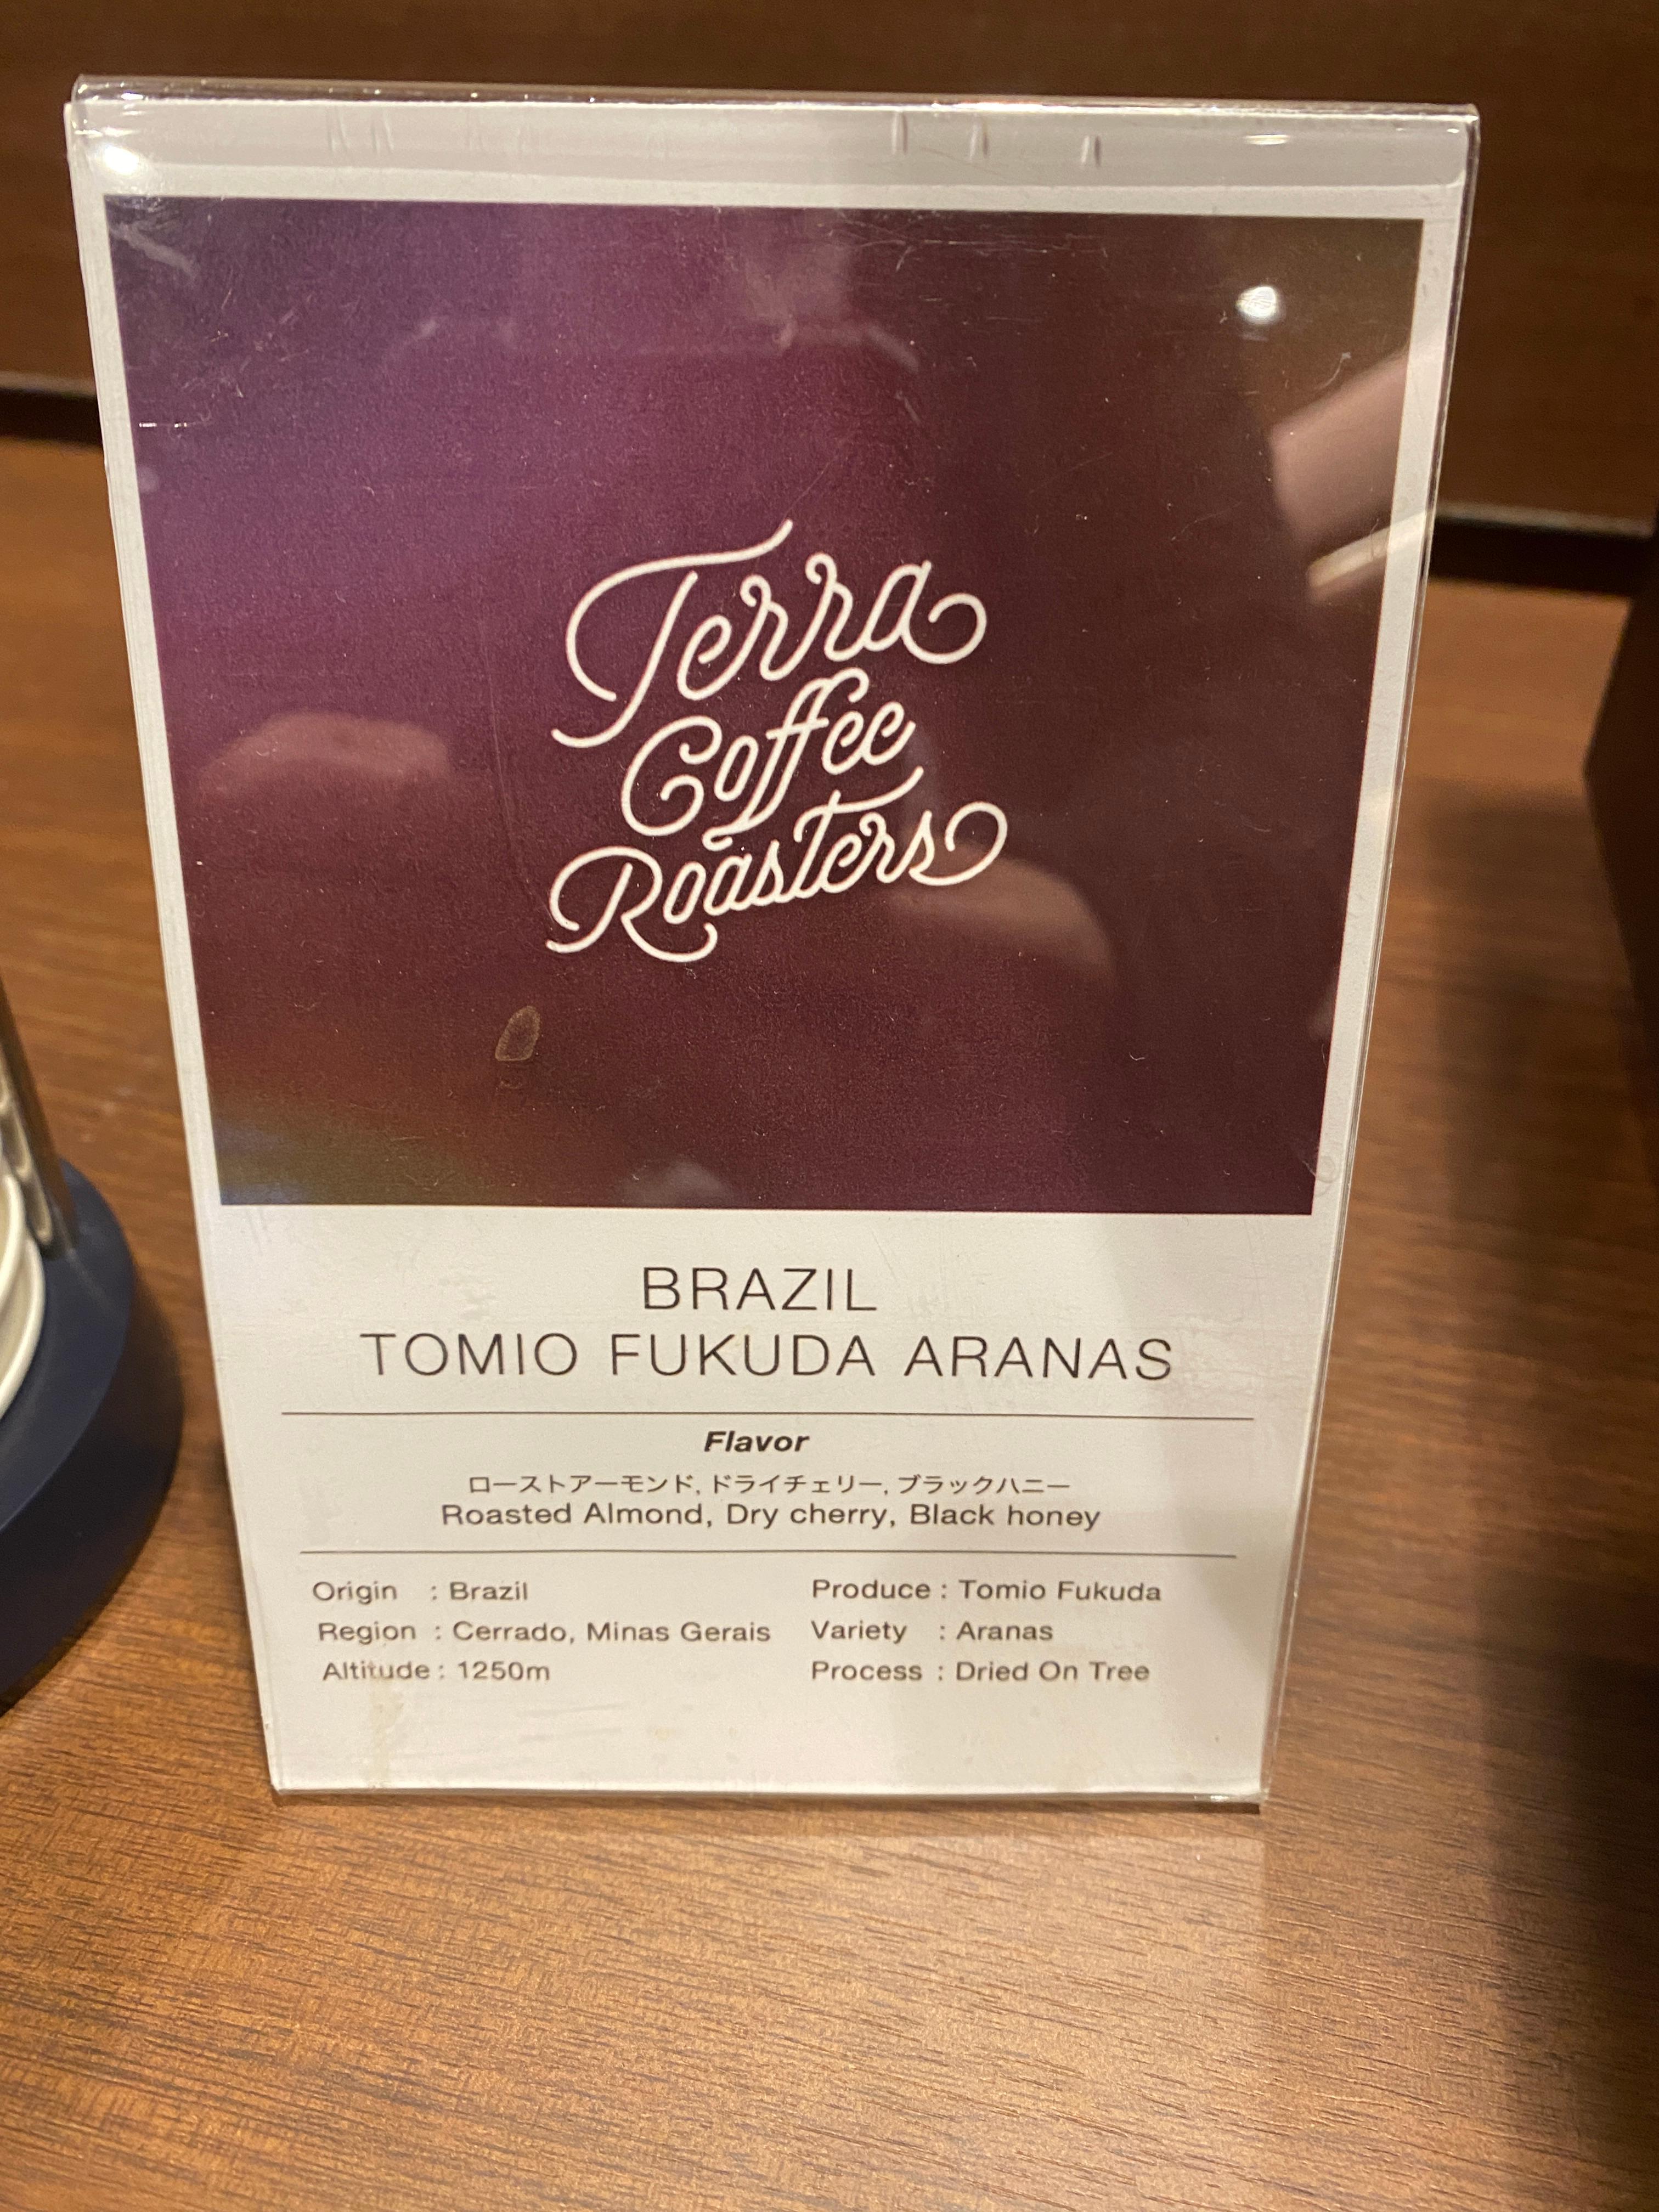 Terra
Coffee
Roasters
BRAZIL
TOMIO FUKUDA ARANAS
Flavor
ローストアーモンド, ドライチェリー, ブラックハニー
Roasted Almond, Dry cherry, Black honey
Origin : Brazil
Region : Cerrado, Minas Gerais
Altitude : 1250m
Produce : Tomio Fukuda
Variety : Aranas
Process : Dried On Tree